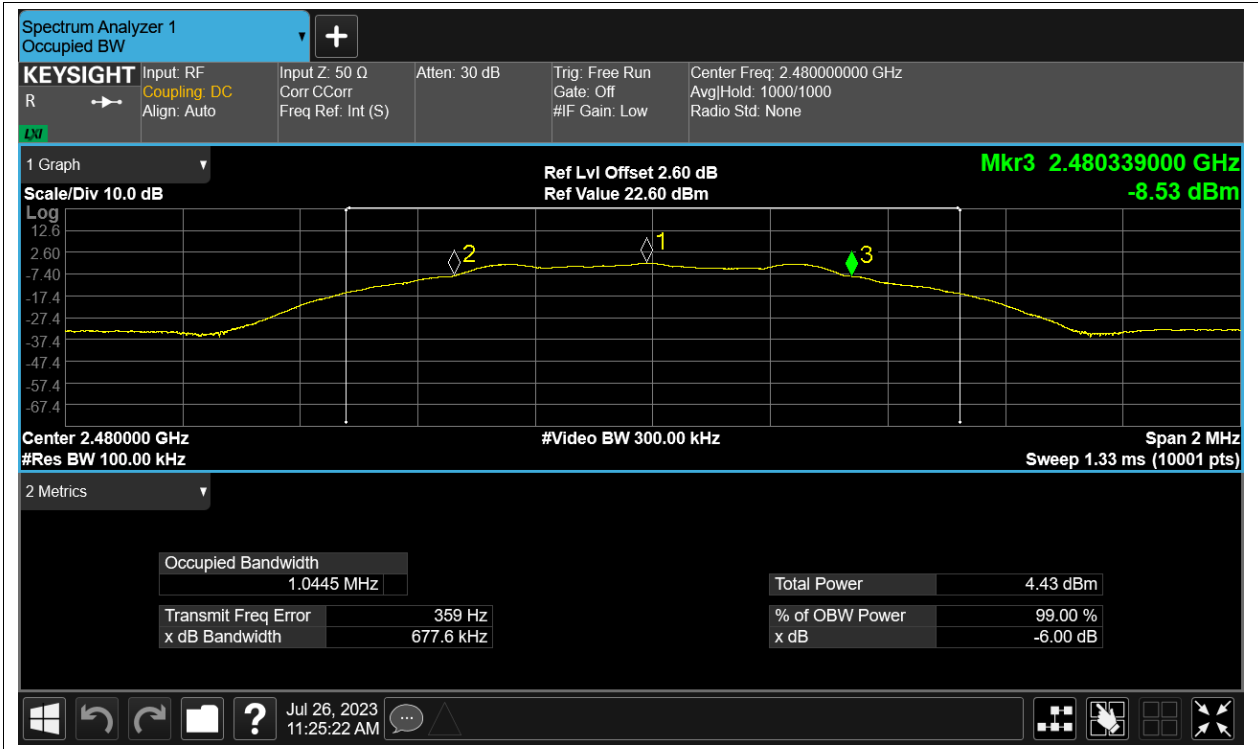 Spectrum Analyzer 1
Occupied BW
KEYSIGHT
R
LXI
Input: RF
Coupling: DC
Align: Auto
Input Z: 50 Ω
Corr CCorr
Freq Ref: Int (S)
Atten: 30 dB
Trig: Free Run
Gate: Off
#IF Gain: Low
Center Freq: 2.480000000 GHz
Avg|Hold: 1000/1000
Radio Std: None
1 Graph
Scale/Div 10.0 dB
Ref Lvl Offset 2.60 dB
Ref Value 22.60 dBm
Mkr3 2.480339000 GHz
-8.53 dBm
Log
12.6
2.60
-7.40
-17.4
-27.4
-37.4
-47.4
-57.4
-67.4
2
1
3
Center 2.480000 GHz
#Res BW 100.00 kHz
#Video BW 300.00 kHz
Span 2 MHz
Sweep 1.33 ms (10001 pts)
2 Metrics
Occupied Bandwidth
1.0445 MHz
Transmit Freq Error 359 Hz
x dB Bandwidth 677.6 kHz
Total Power 4.43 dBm
% of OBW Power 99.00 %
x dB -6.00 dB
?
Jul 26, 2023
11:25:22 AM